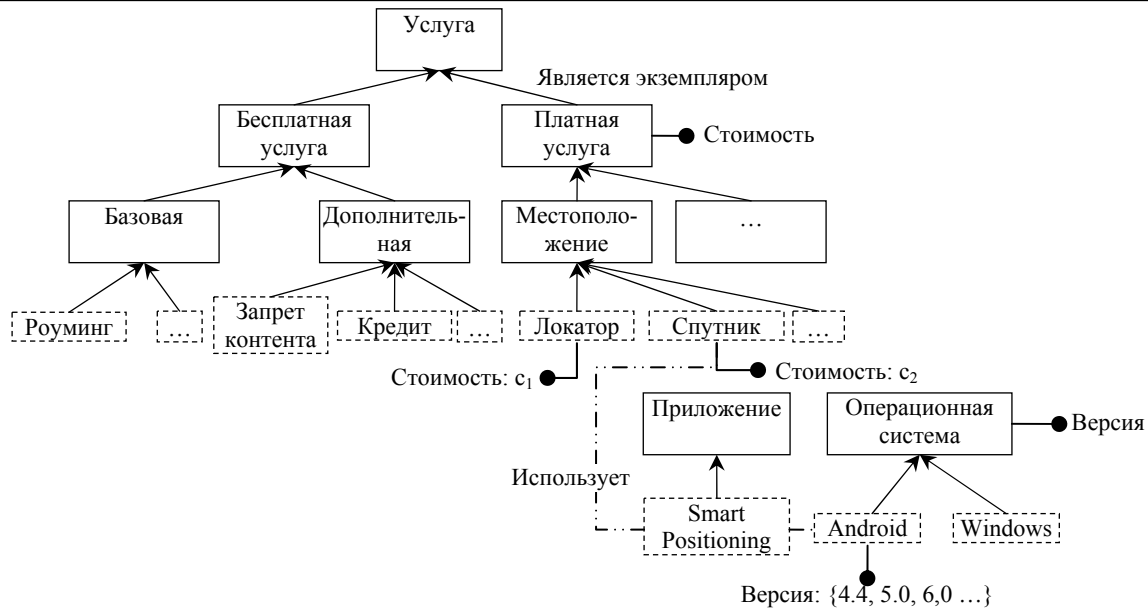 Услуга
Является экземпляром
Бесплатная
услуга
Платная
услуга
Стоимость
Базовая
Дополнитель-
ная
Местополо-
жение
…
Роуминг
…
Запрет
контента
Кредит
…
Локатор
Спутник
…
Стоимость: c₁
Стоимость: c₂
Приложение
Операционная
система
Версия
Использует
Smart
Positioning
Android
Windows
Версия: {4.4, 5.0, 6,0 …}